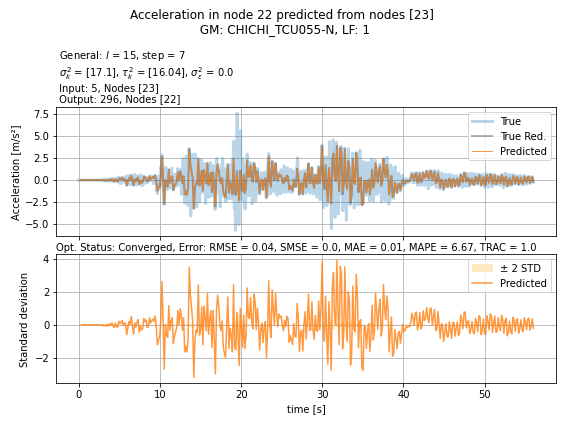 Acceleration in node 22 predicted from nodes [23]
GM: CHICHI_TCU055-N, LF: 1
General: l = 15, step = 7
σ²ₖ = [17.1], τ²ₖ = [16.04], σ²ε = 0.0
Input: 5, Nodes [23]
Output: 296, Nodes [22]
Acceleration [m/s²]
7.5
5.0
2.5
0.0
−2.5
−5.0
True
True Red.
Predicted
Opt. Status: Converged, Error: RMSE = 0.04, SMSE = 0.0, MAE = 0.01, MAPE = 6.67, TRAC = 1.0
Standard deviation
4
2
0
−2
± 2 STD
Predicted
0 10 20 30 40 50
time [s]